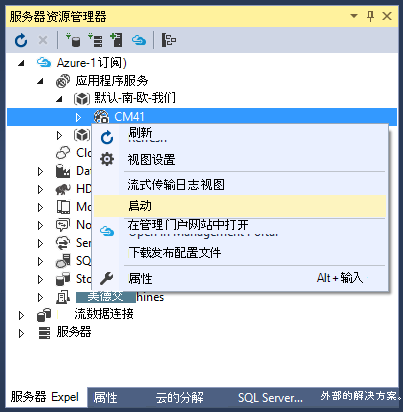 服务器资源管理器
Azure-1订阅)
应用程序服务
默认-南-欧-我们
CM41
刷新
视图设置
流式传输日志视图
启动
在管理门户网站中打开
下载发布配置文件
属性 Alt+输入
Clo
Dat
HD
Mo
No
Ser
SQ
Sto
美德文 hines
流数据连接
服务器
服务器 Expel 属性 云的分解 SQL Server... 外部的解决方案。